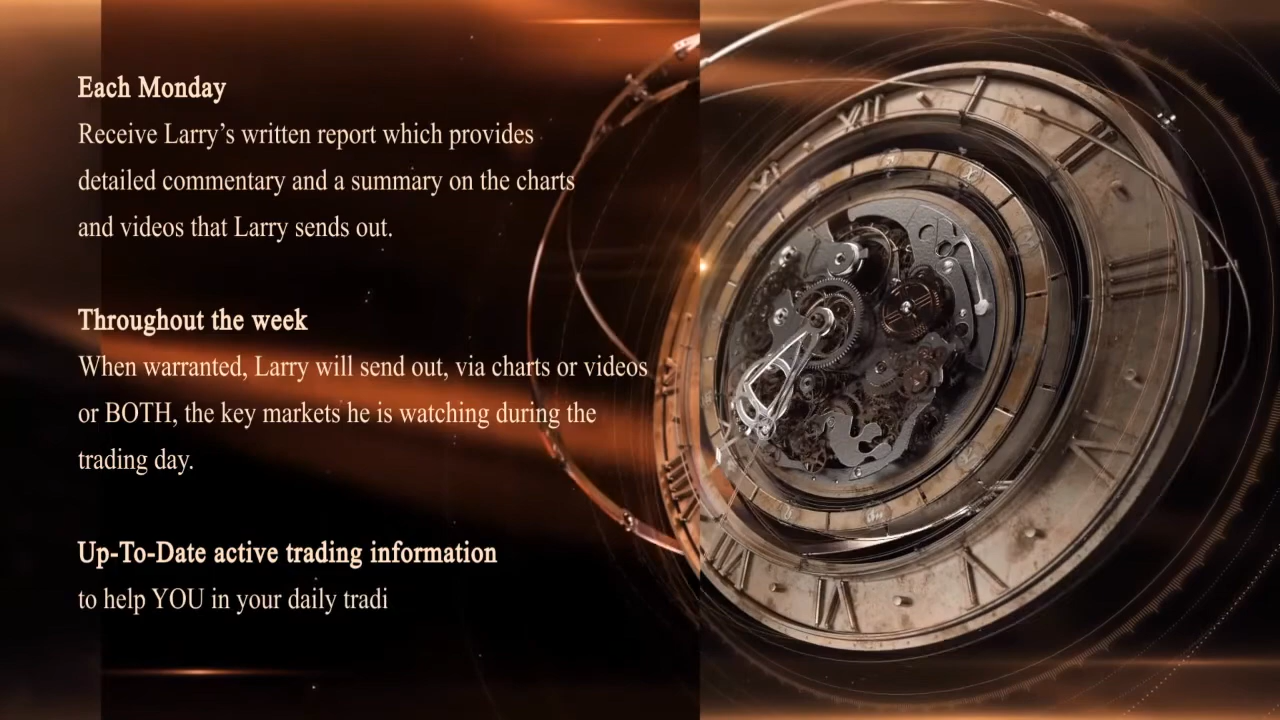 Each Monday
Receive Larry’s written report which provides
detailed commentary and a summary on the charts
and videos that Larry sends out.
Throughout the week
When warranted, Larry will send out, via charts or videos
or BOTH, the key markets he is watching during the
trading day.
Up-To-Date active trading information
to help YOU in your daily tradi